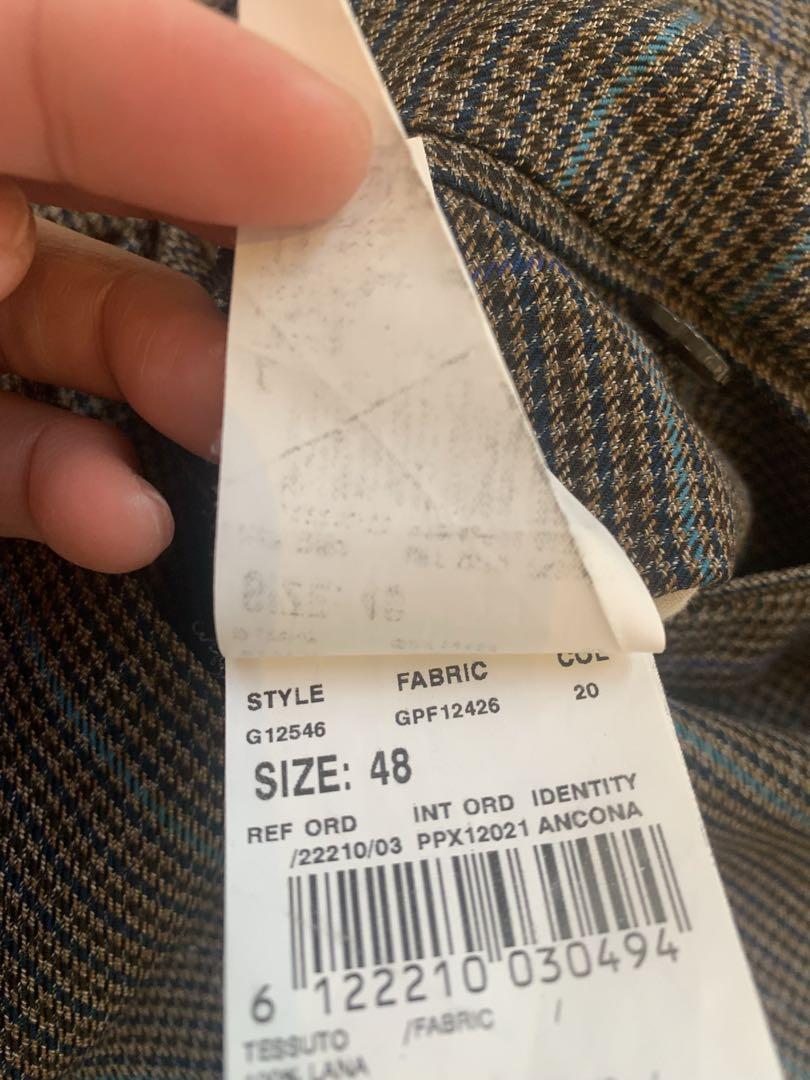 STYLE FABRIC COL
G12546 GPF12426 20
SIZE: 48
REF ORD INT ORD IDENTITY
/22210/03 PPX12021 ANCONA
6 122210 030494
TESSUTO /FABRIC /
100% LANA